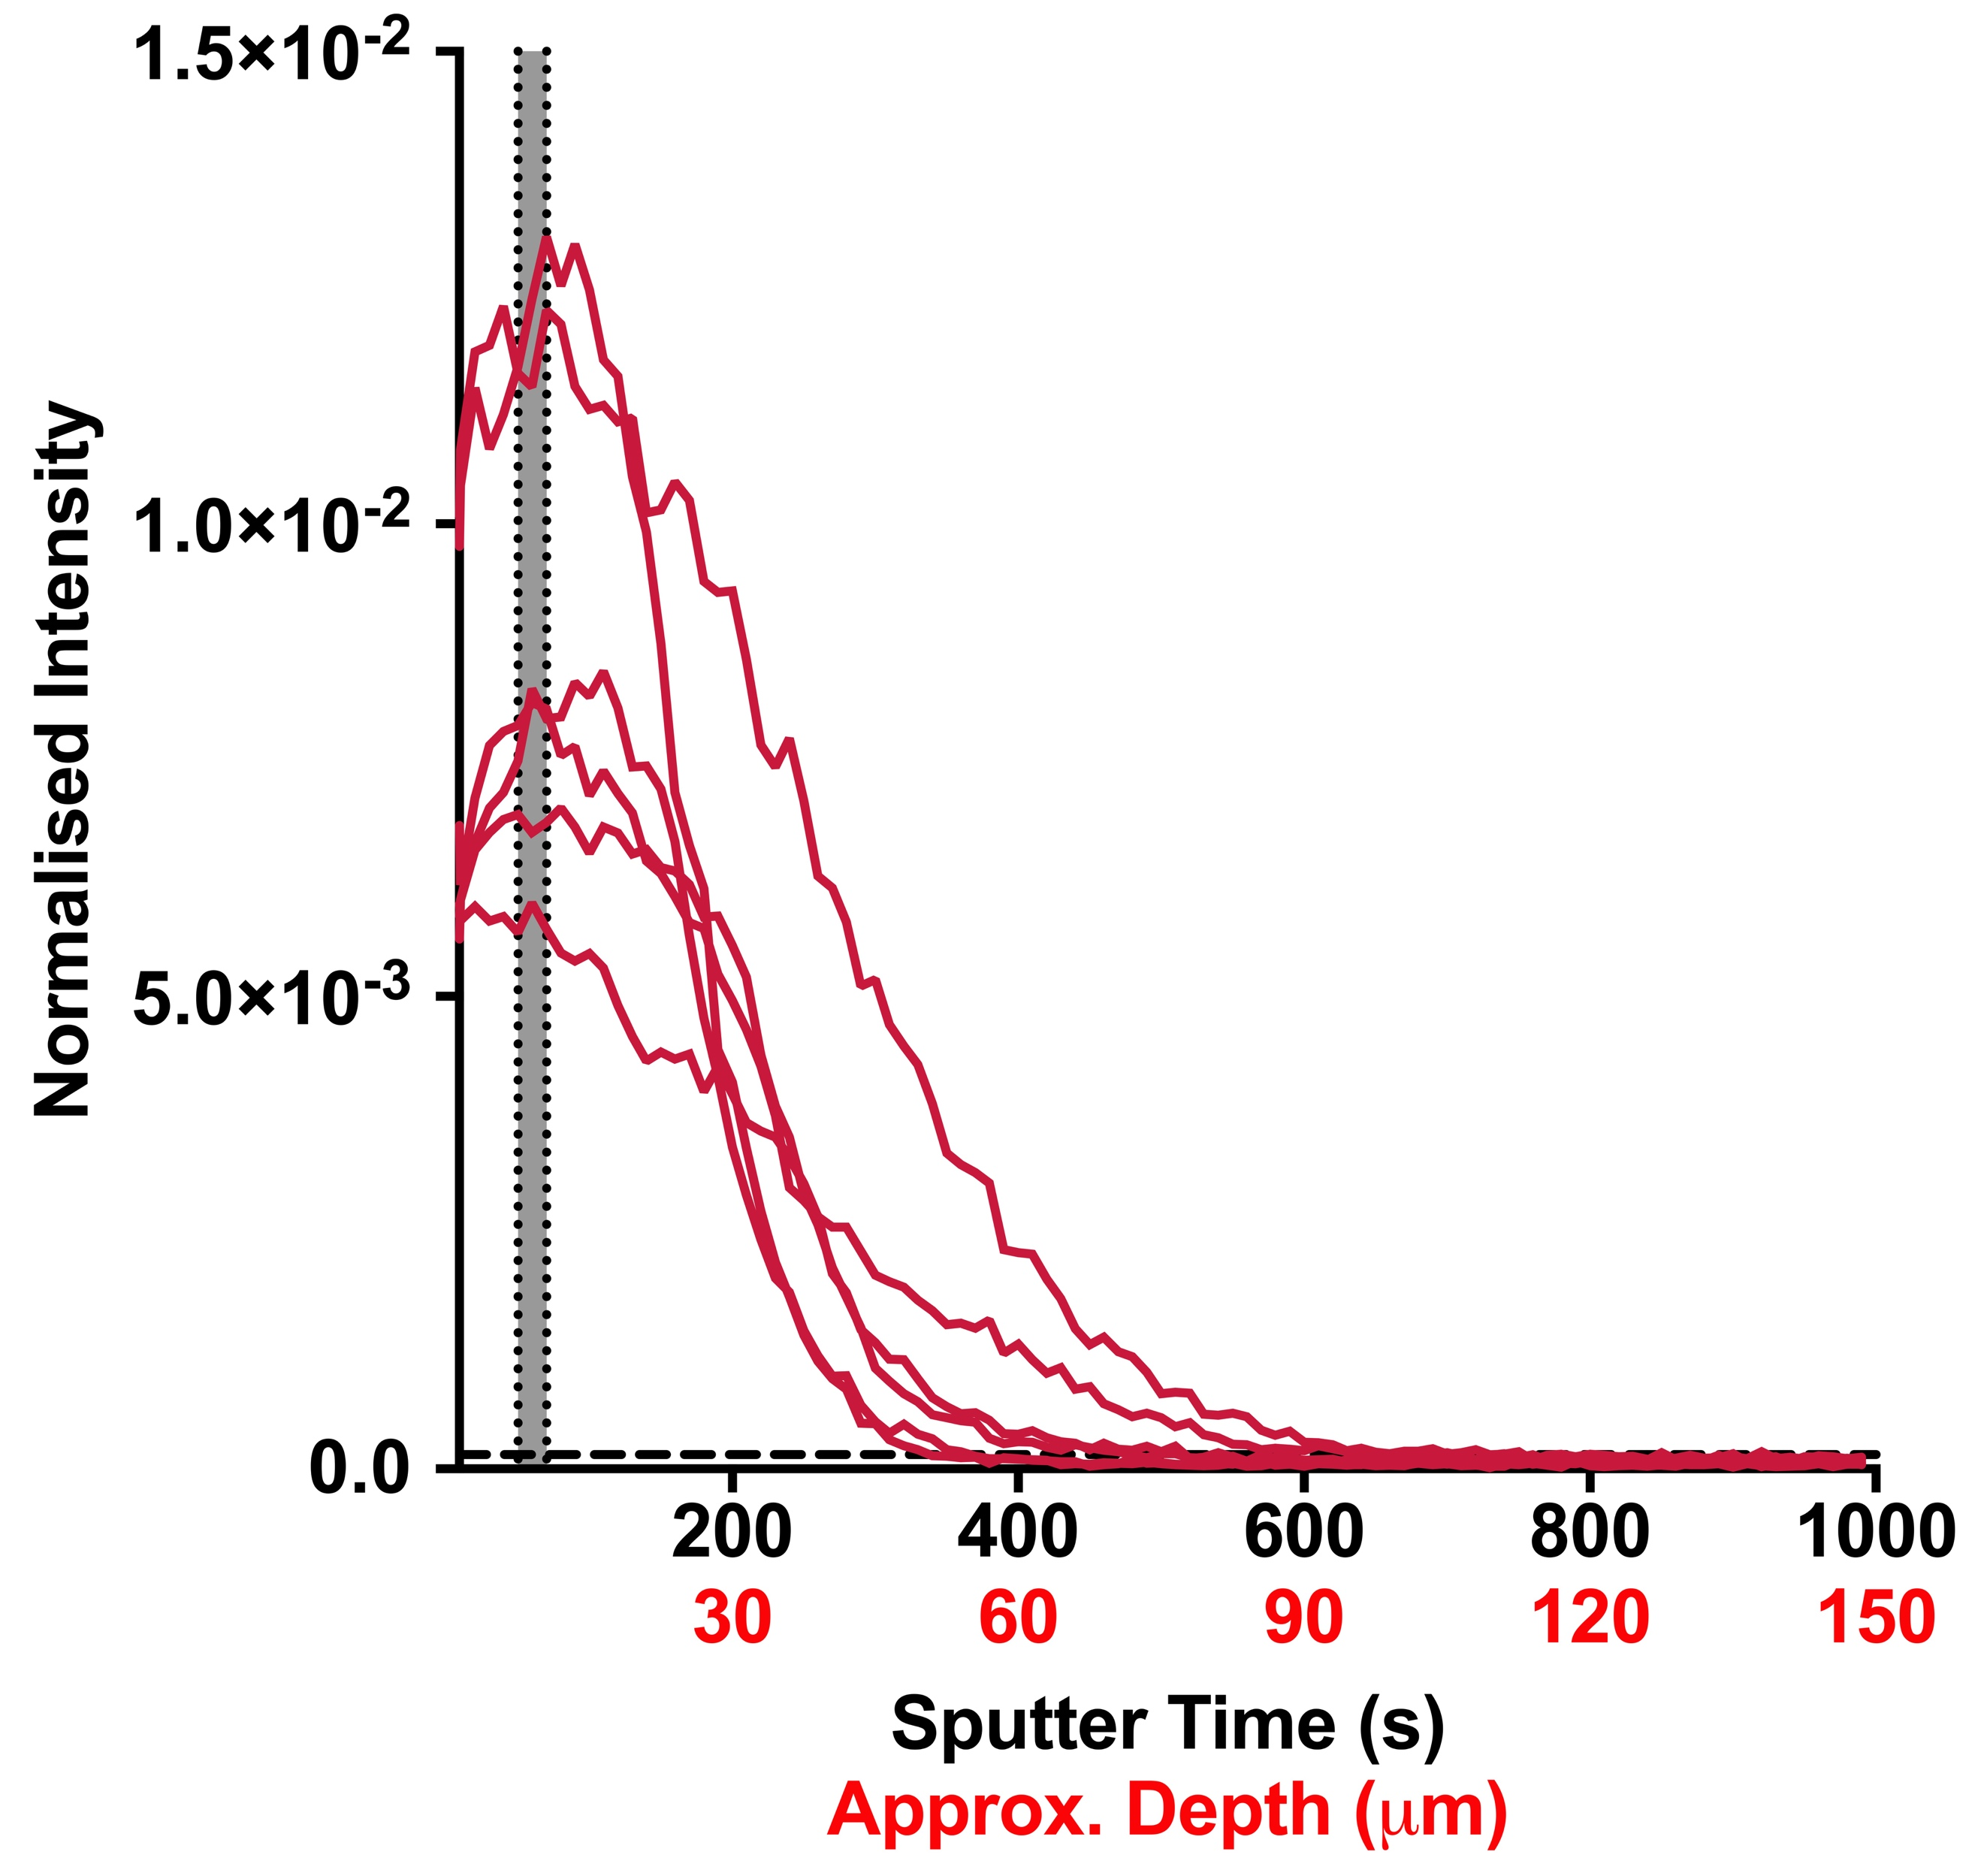 1.5×10-2
1.0×10-2
5.0×10-3
0.0
Normalised Intensity
200 400 600 800 1000
30 60 90 120 150
Sputter Time (s)
Approx. Depth (μm)